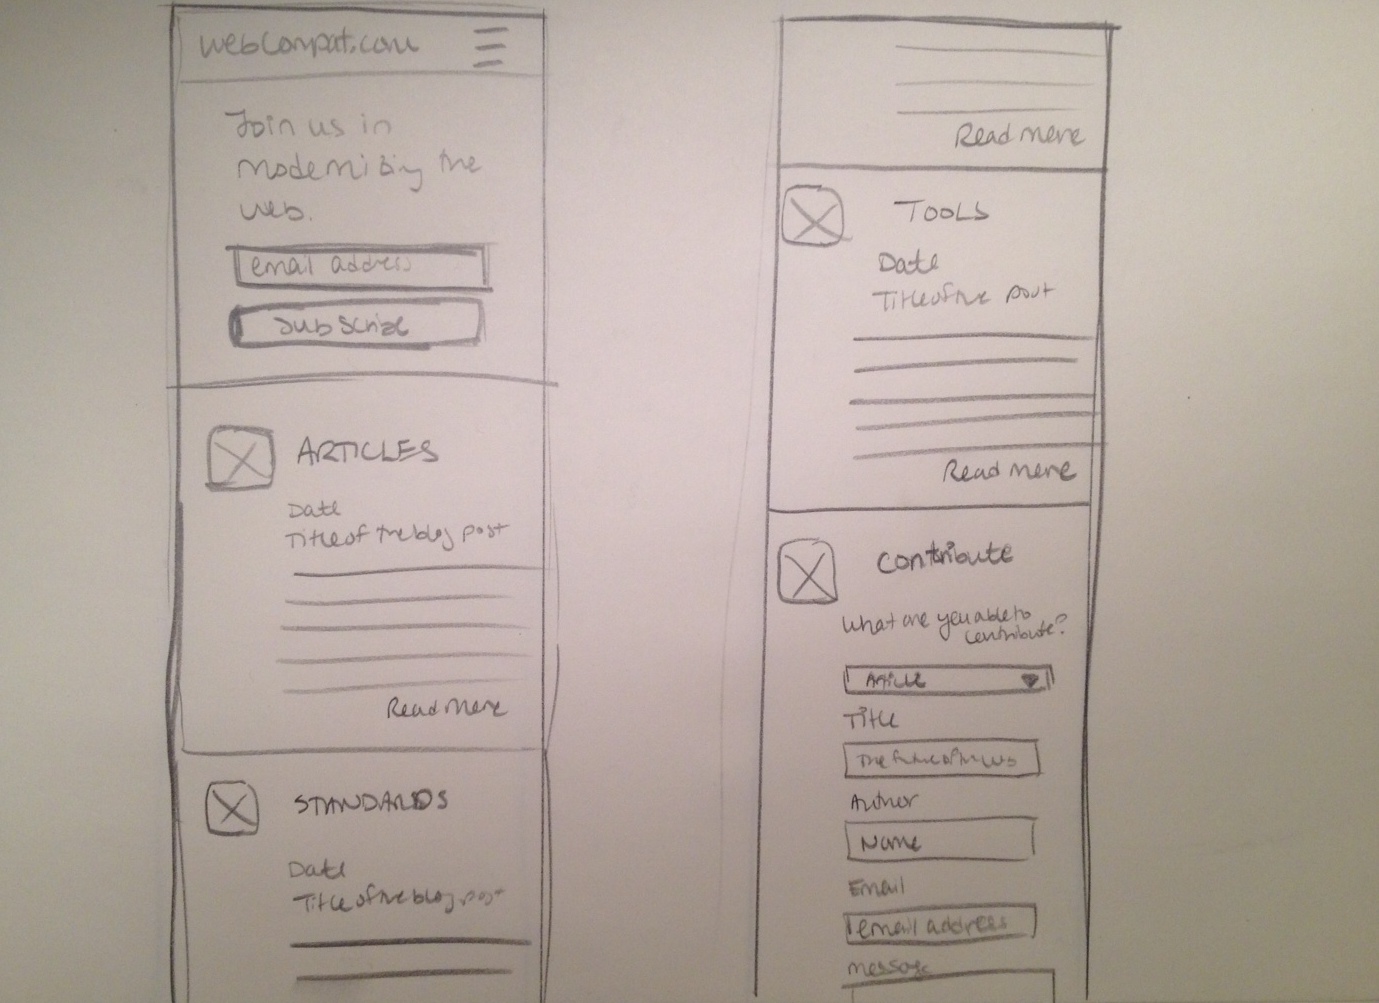 webcompat.com
Join us in
modernizing the
web.
email address
Subscribe
ARTICLES
Date
Title of the blog post
Read more
STANDARDS
Date
Title of the blog post
Read more
TOOLS
Date
Title of the post
Read more
Contribute
What are you able to
contribute?
Article
Title
The future of the web
Author
Name
Email
email address
message